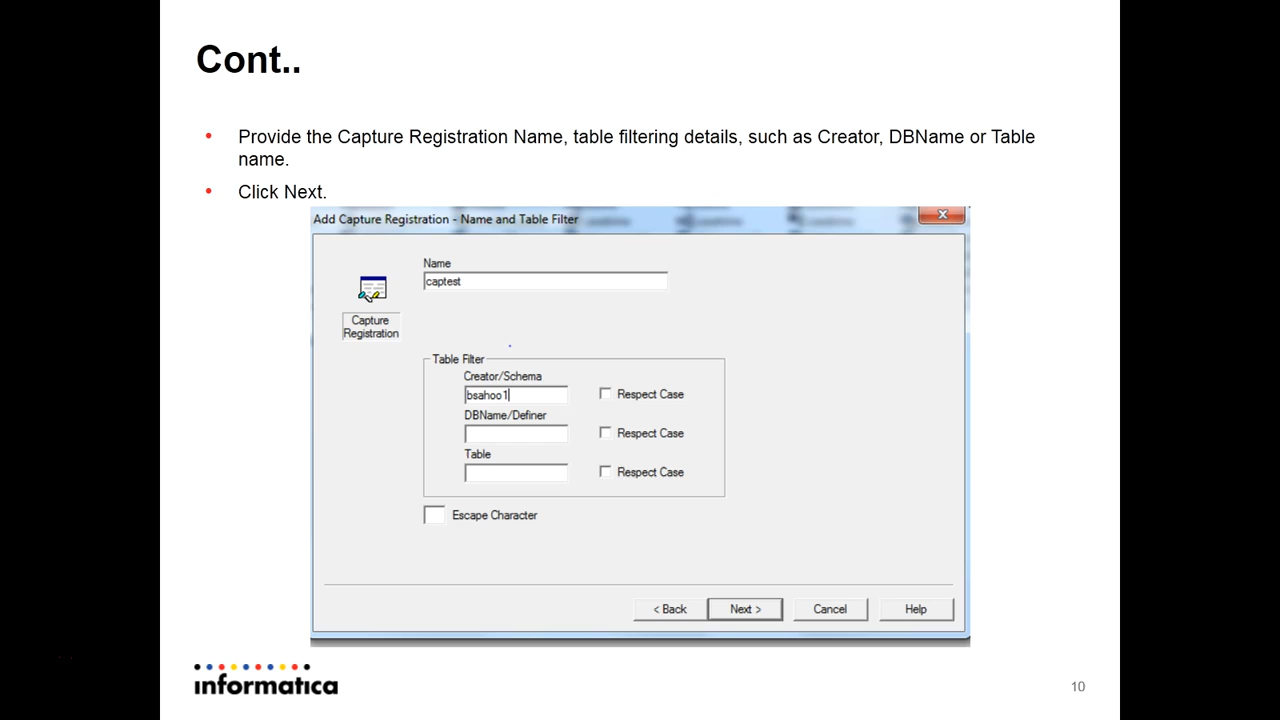 Cont..
• Provide the Capture Registration Name, table filtering details, such as Creator, DBName or Table
name.
• Click Next.
Add Capture Registration - Name and Table Filter
Name
captest
Capture
Registration
Table Filter
Creator/Schema
bsahoo1
Respect Case
DBName/Definer
Respect Case
Table
Respect Case
Escape Character
< Back
Next >
Cancel
Help
informatica
10